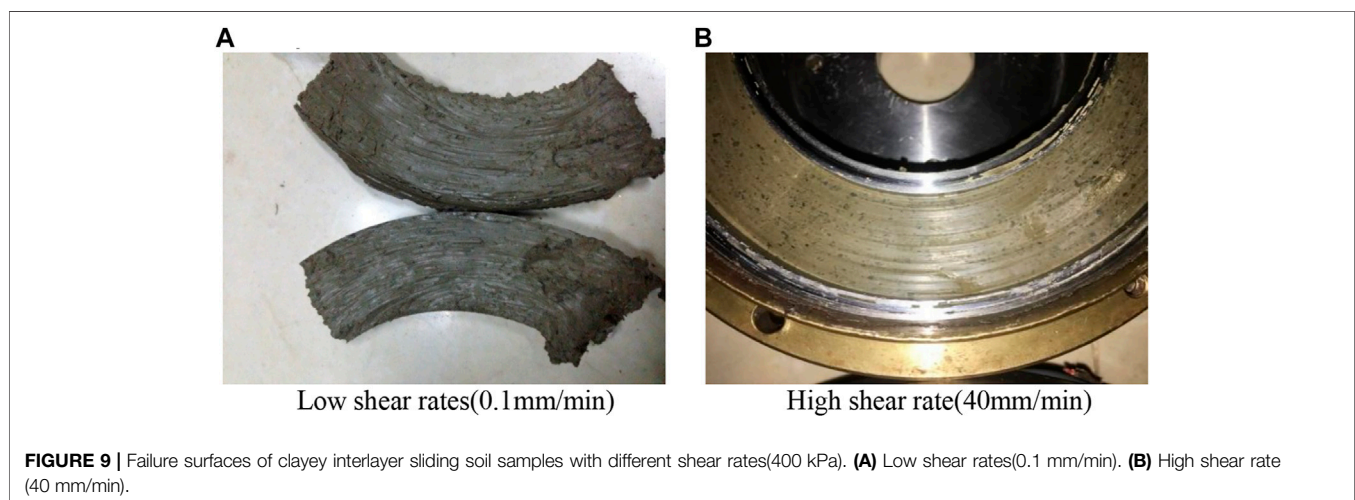 A
B
Low shear rates(0.1mm/min)
High shear rate(40mm/min)
FIGURE 9 | Failure surfaces of clayey interlayer sliding soil samples with different shear rates(400 kPa). (A) Low shear rates(0.1 mm/min). (B) High shear rate
(40 mm/min).